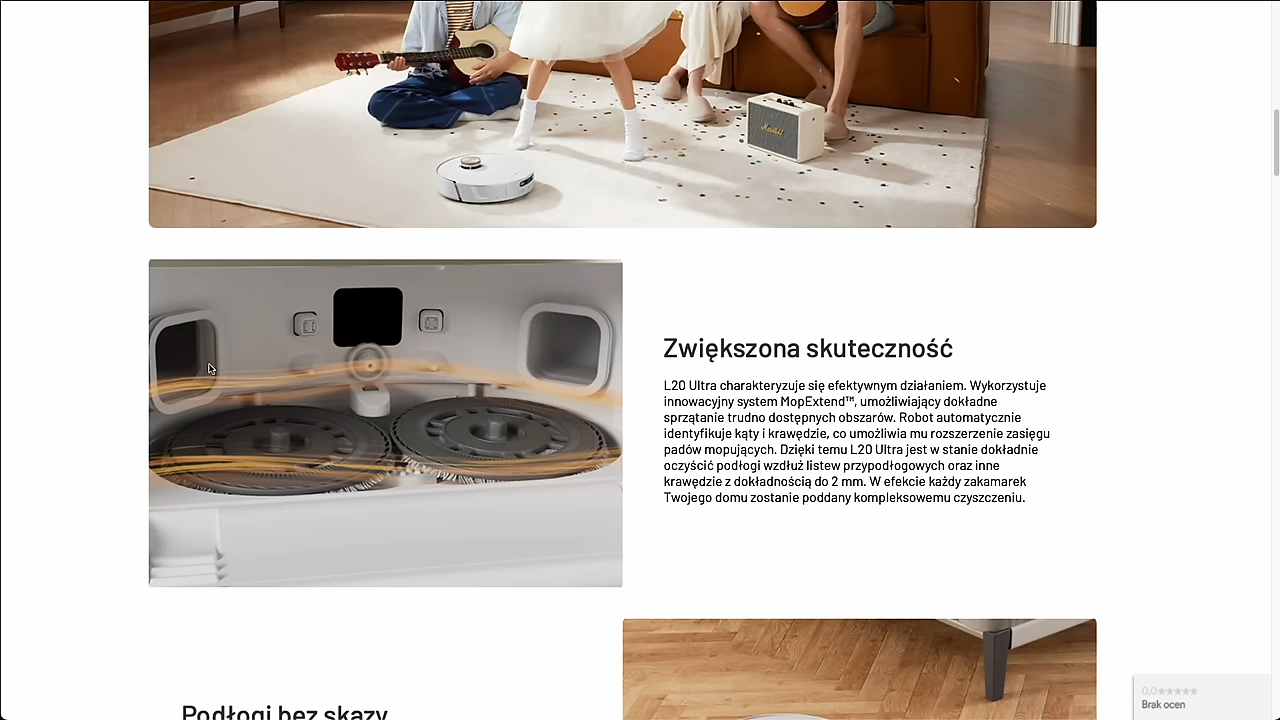 Marshall
Zwiększona skuteczność
L20 Ultra charakteryzuje się efektywnym działaniem. Wykorzystuje
innowacyjny system MopExtend™, umożliwiający dokładne
sprzątanie trudno dostępnych obszarów. Robot automatycznie
identyfikuje kąty i krawędzie, co umożliwia mu rozszerzenie zasięgu
padów mopujących. Dzięki temu L20 Ultra jest w stanie dokładnie
oczyścić podłogi wzdłuż listew przypodłogowych oraz inne
krawędzie z dokładnością do 2 mm. W efekcie każdy zakamarek
Twojego domu zostanie poddany kompleksowemu czyszczeniu.
Podłogi bez skazy
0,0★★★★★
Brak ocen